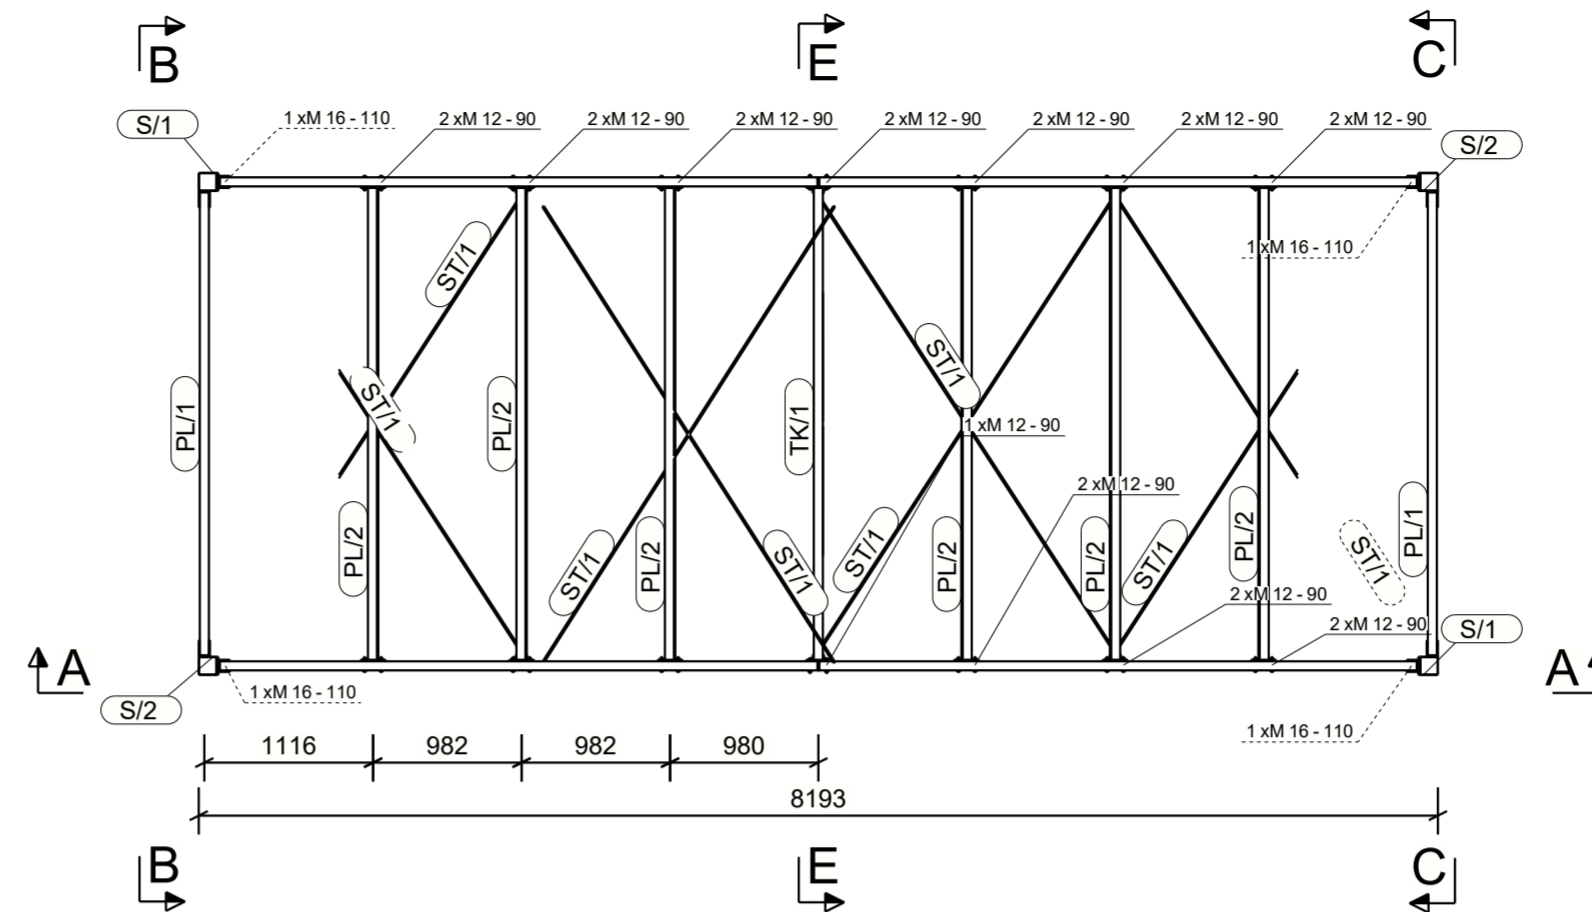 B
E
C
S/1
1 xM 16 - 110
2 xM 12 - 90
2 xM 12 - 90
2 xM 12 - 90
2 xM 12 - 90
2 xM 12 - 90
2 xM 12 - 90
2 xM 12 - 90
S/2
ST/1
1 xM 16 - 110
ST/1
ST/1
PL/1
PL/2
TK/1
1 xM 12 - 90
2 xM 12 - 90
PL/2
ST/1
PL/2
ST/1
ST/1
PL/2
PL/2
ST/1
PL/2
ST/1
PL/1
2 xM 12 - 90
2 xM 12 - 90
S/1
A
A
1 xM 16 - 110
S/2
1 xM 16 - 110
1116
982
982
980
8193
B
E
C